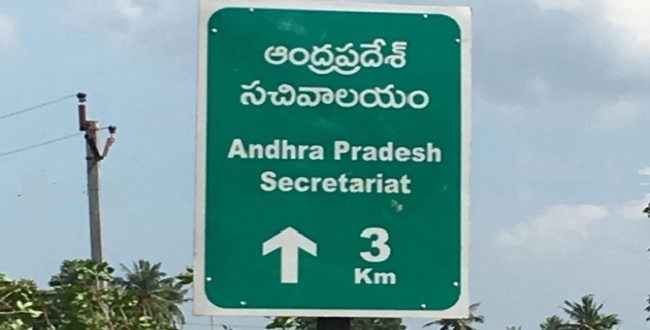 ఆంధ్రప్రదేశ్
సచివాలయం
Andhra Pradesh
Secretariat
3
Km